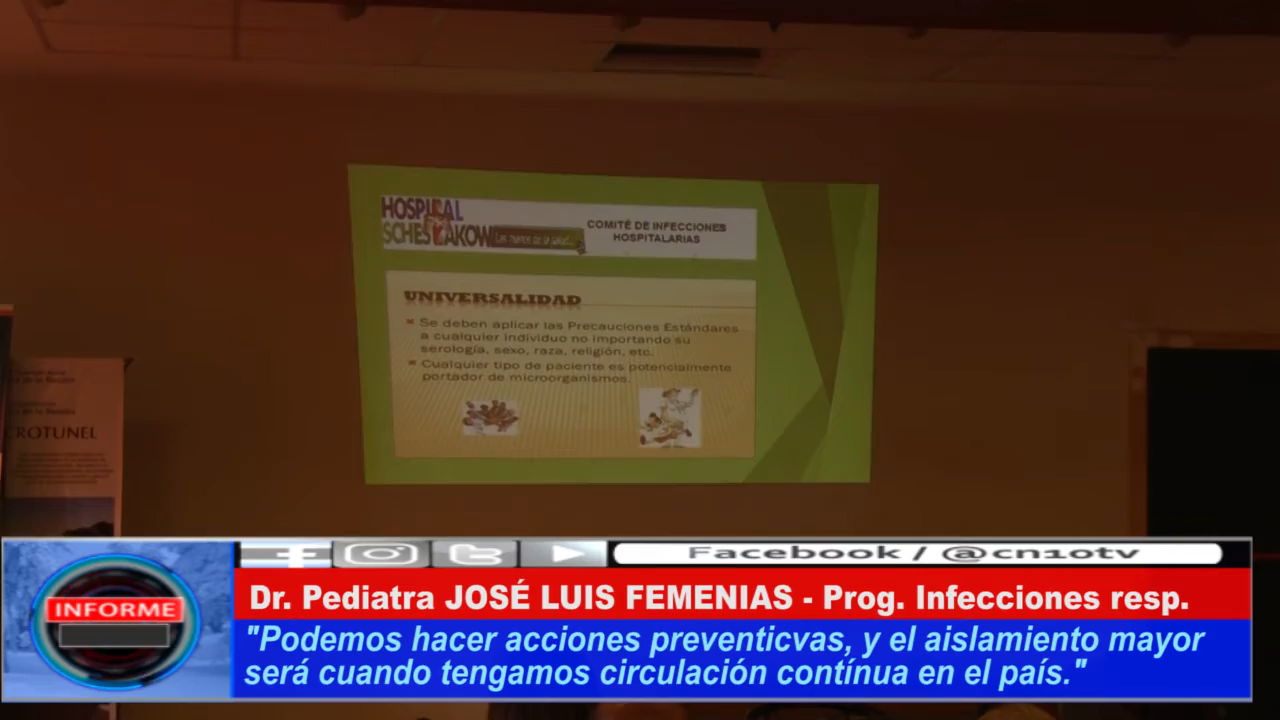 HOSPITAL
SCHESTAKOW
COMITÉ DE INFECCIONES
HOSPITALARIAS
UNIVERSALIDAD
Se deben aplicar las Precauciones Estándares
a cualquier individuo no importando su
serología, sexo, raza, religión, etc.
Cualquier tipo de paciente es potencialmente
portador de microorganismos.
CROTUNEL
Facebook / @cn10tv
INFORME
Dr. Pediatra JOSÉ LUIS FEMENIAS - Prog. Infecciones resp.
"Podemos hacer acciones preventicvas, y el aislamiento mayor
será cuando tengamos circulación contínua en el país."